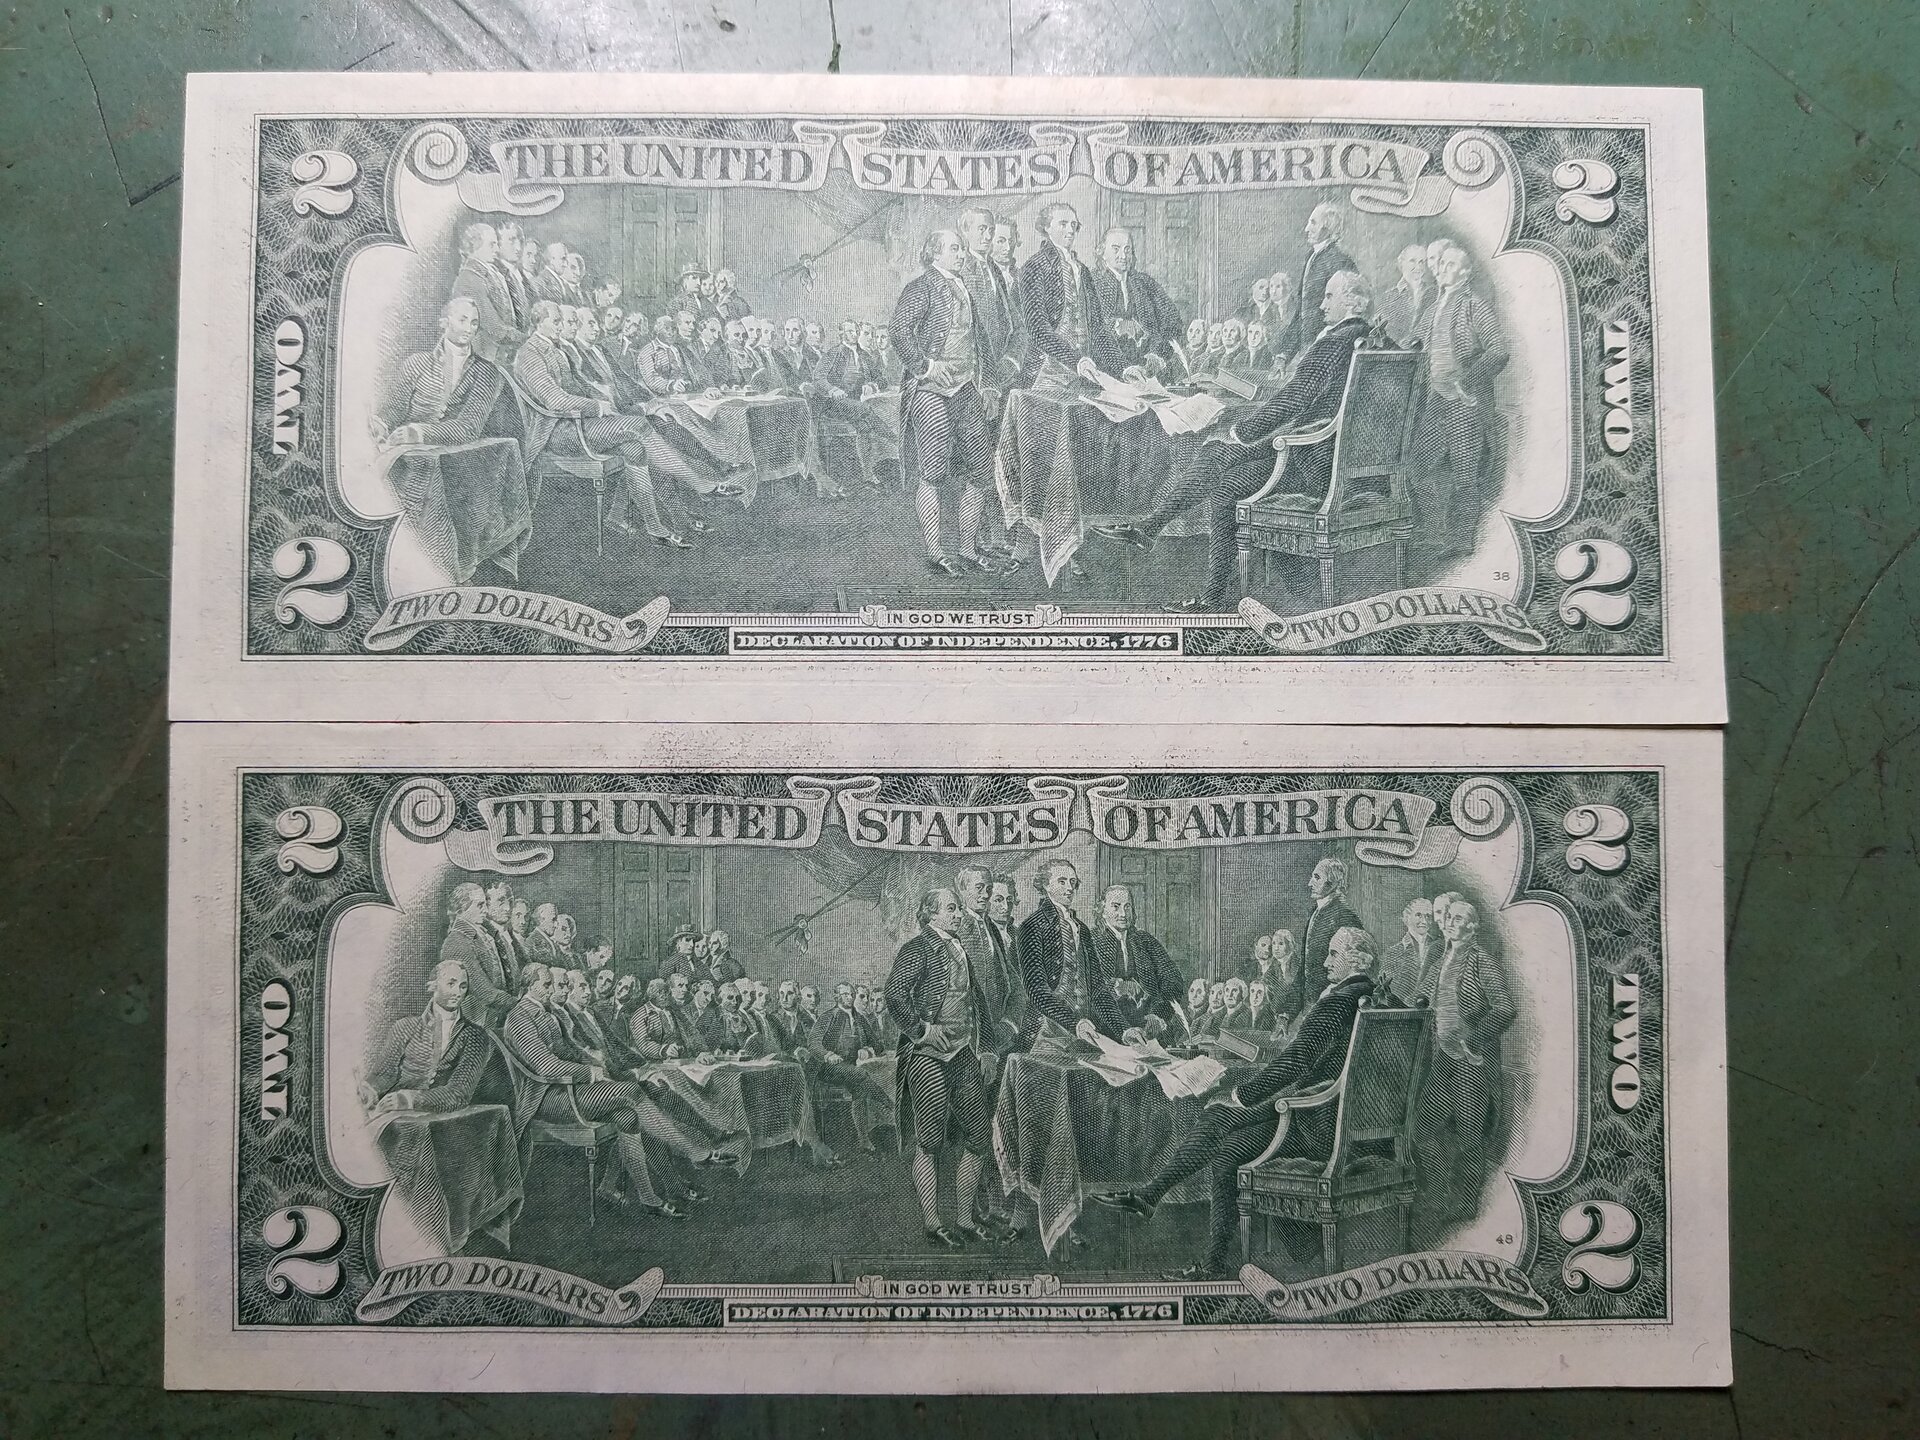 2 THE UNITED STATES OF AMERICA 2
TWO TWO
2 2
38
TWO DOLLARS IN GOD WE TRUST TWO DOLLARS
DECLARATION OF INDEPENDENCE, 1776
2 THE UNITED STATES OF AMERICA 2
TWO TWO
2 2
48
TWO DOLLARS IN GOD WE TRUST TWO DOLLARS
DECLARATION OF INDEPENDENCE, 1776